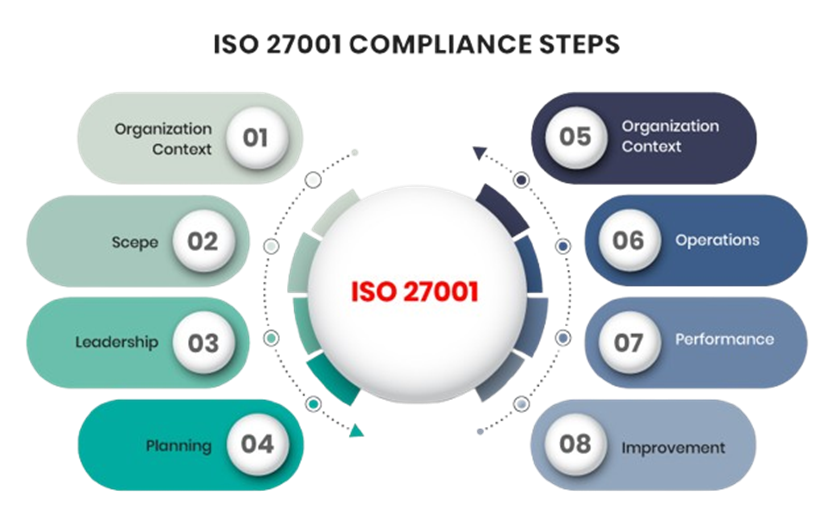 ISO 27001 COMPLIANCE STEPS
Organization
Context
01
Scepe
02
Leadership
03
Planning
04
ISO 27001
05
Organization
Context
06
Operations
07
Performance
08
Improvement